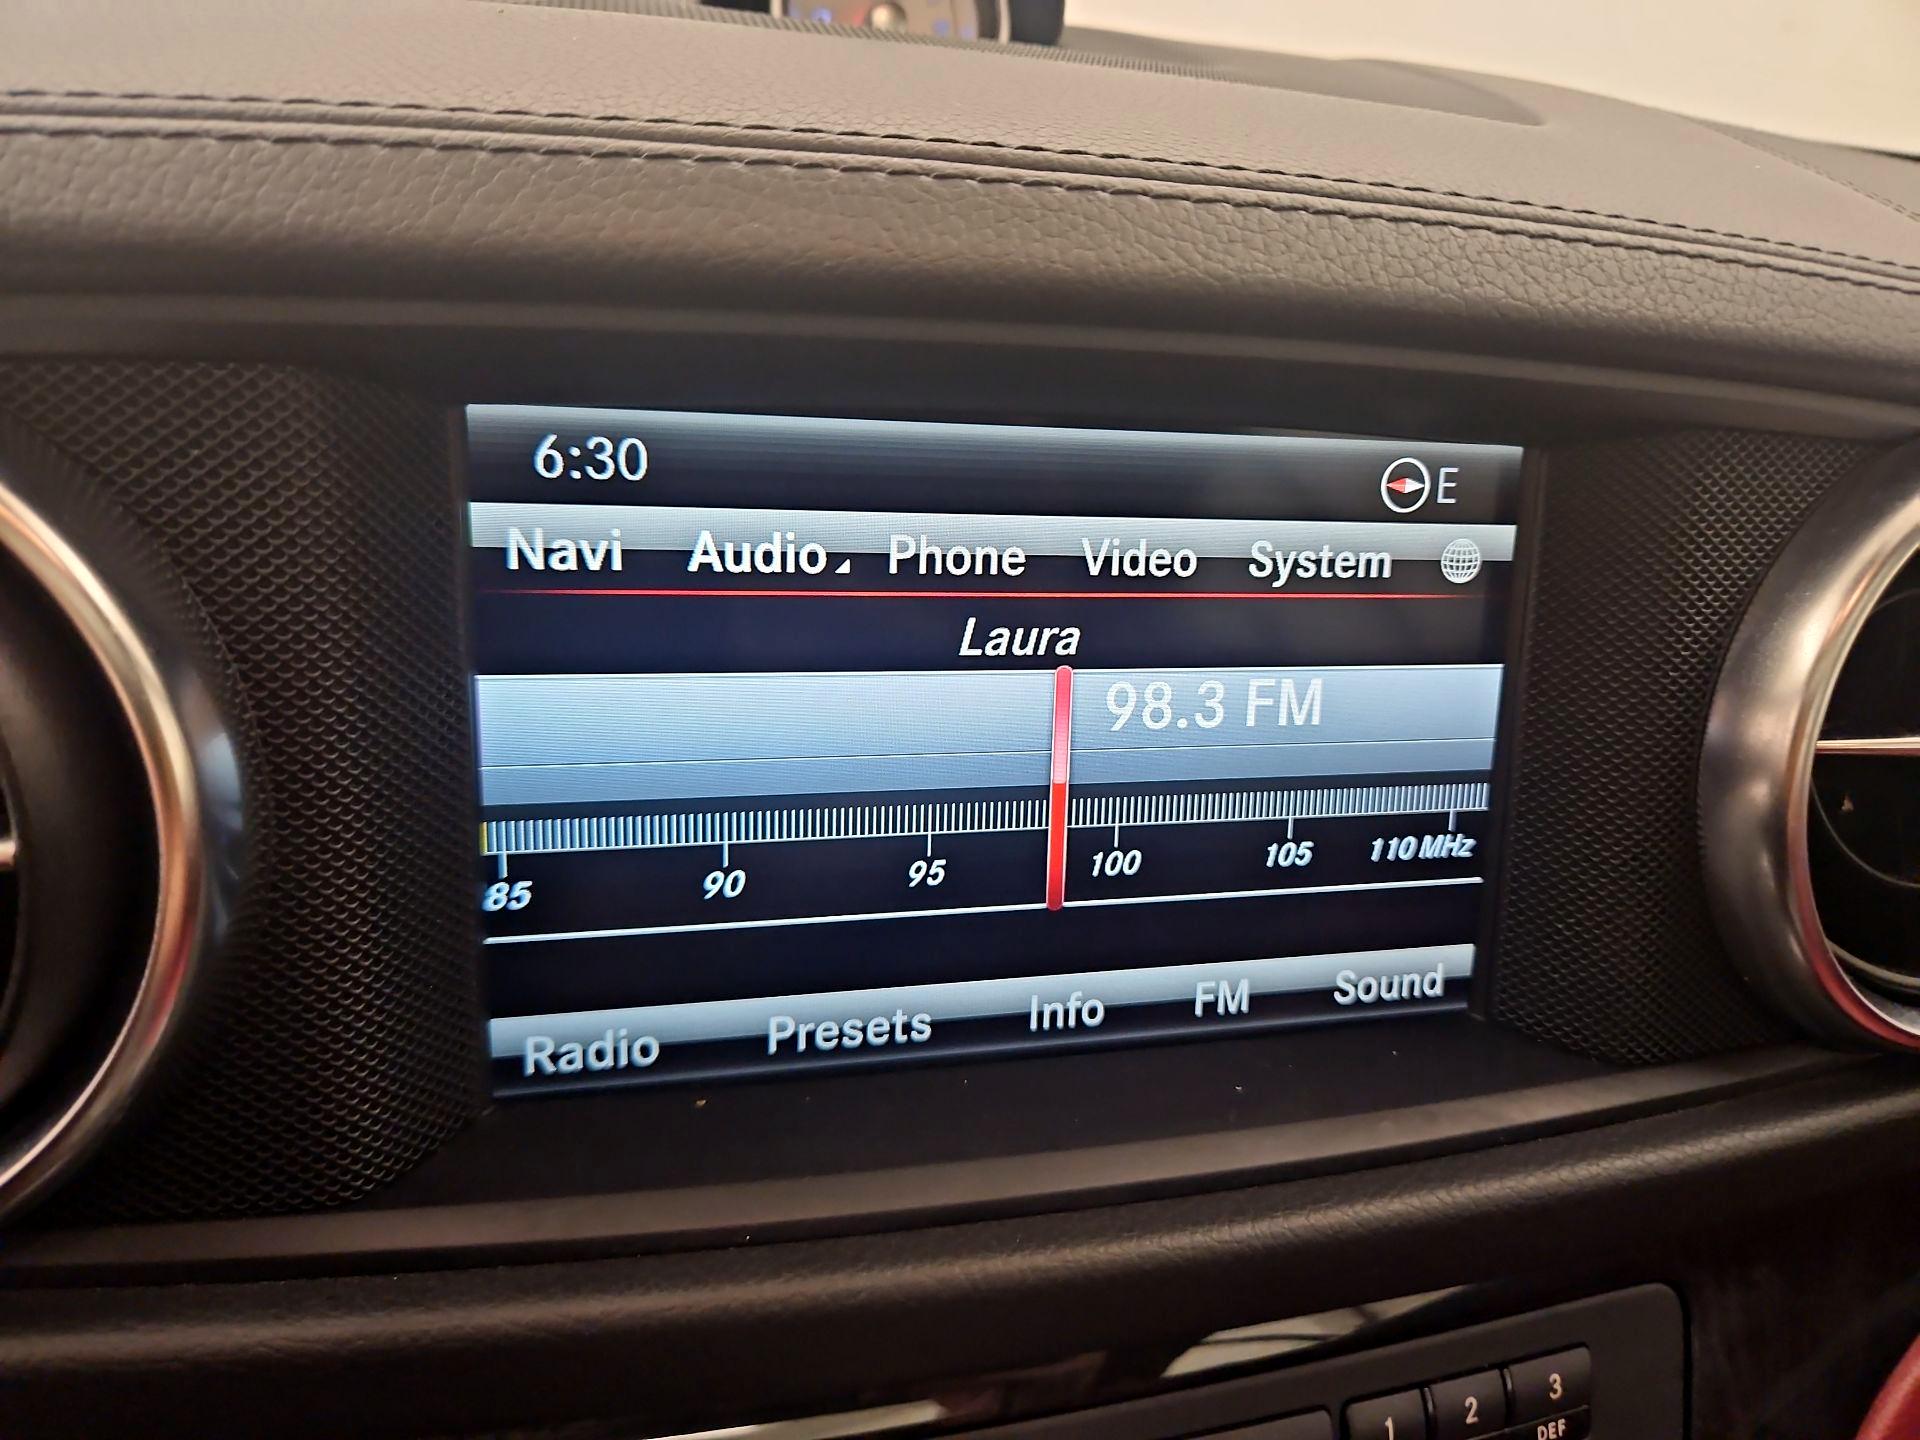 6:30 E
Navi Audio Phone Video System
Laura
98.3 FM
85 90 95 100 105 110 MHz
Radio Presets Info FM Sound
1 2 3
DEF